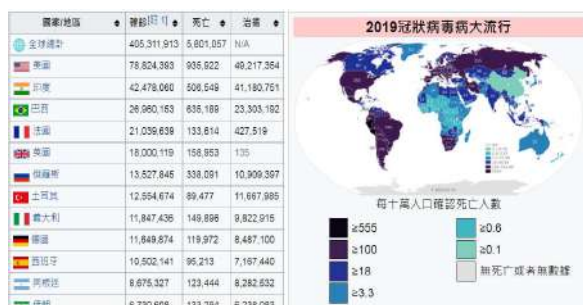 國家/地區 確診[註 1] 死亡 治癒
全球總計 405,311,913 5,801,057 N/A
美國 78,824,393 935,922 49,217,364
印度 42,478,060 506,549 41,180,751
巴西 26,960,153 635,189 23,303,192
法國 21,039,639 133,614 427,519
英國 18,000,119 158,953 135
俄羅斯 13,527,845 338,091 10,909,397
土耳其 12,554,674 89,477 11,667,985
義大利 11,847,436 149,896 9,822,915
德國 11,649,874 119,972 8,487,100
西班牙 10,502,141 95,213 7,167,440
阿根廷 8,675,327 123,444 8,282,632
2019冠狀病毒病大流行
每十萬人口確認死亡人數
≥555
≥100
≥18
≥3.3
≥0.6
≥0.1
無死亡或者無數據